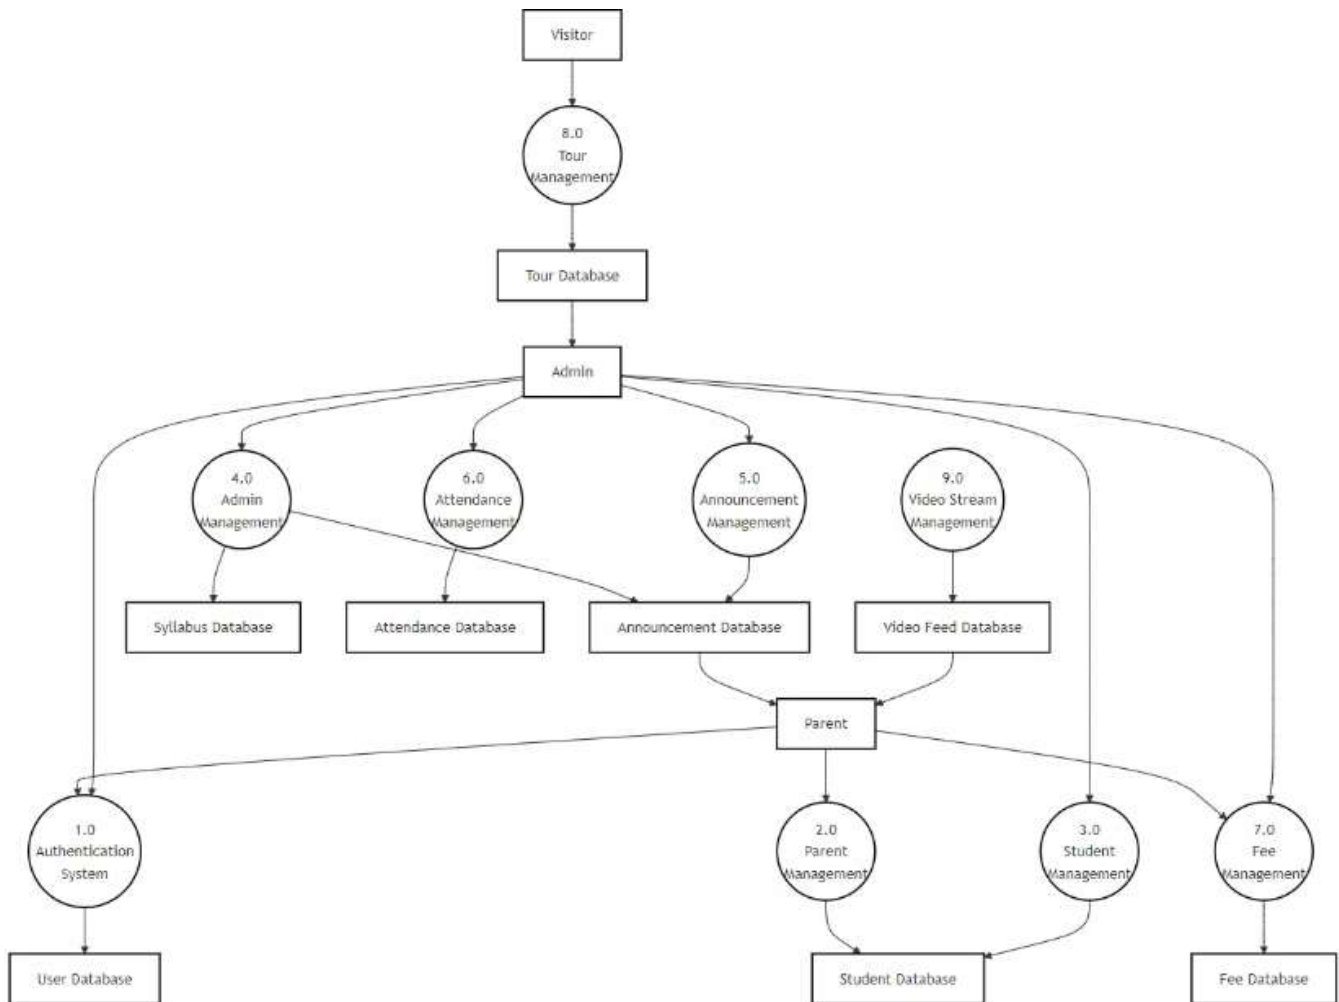 Visitor
8.0
Tour
Management
Tour Database
Admin
4.0
Admin
Management
6.0
Attendance
Management
5.0
Announcement
Management
9.0
Video Stream
Management
Syllabus Database
Attendance Database
Announcement Database
Video Feed Database
Parent
1.0
Authentication
System
2.0
Parent
Management
3.0
Student
Management
7.0
Fee
Management
User Database
Student Database
Fee Database